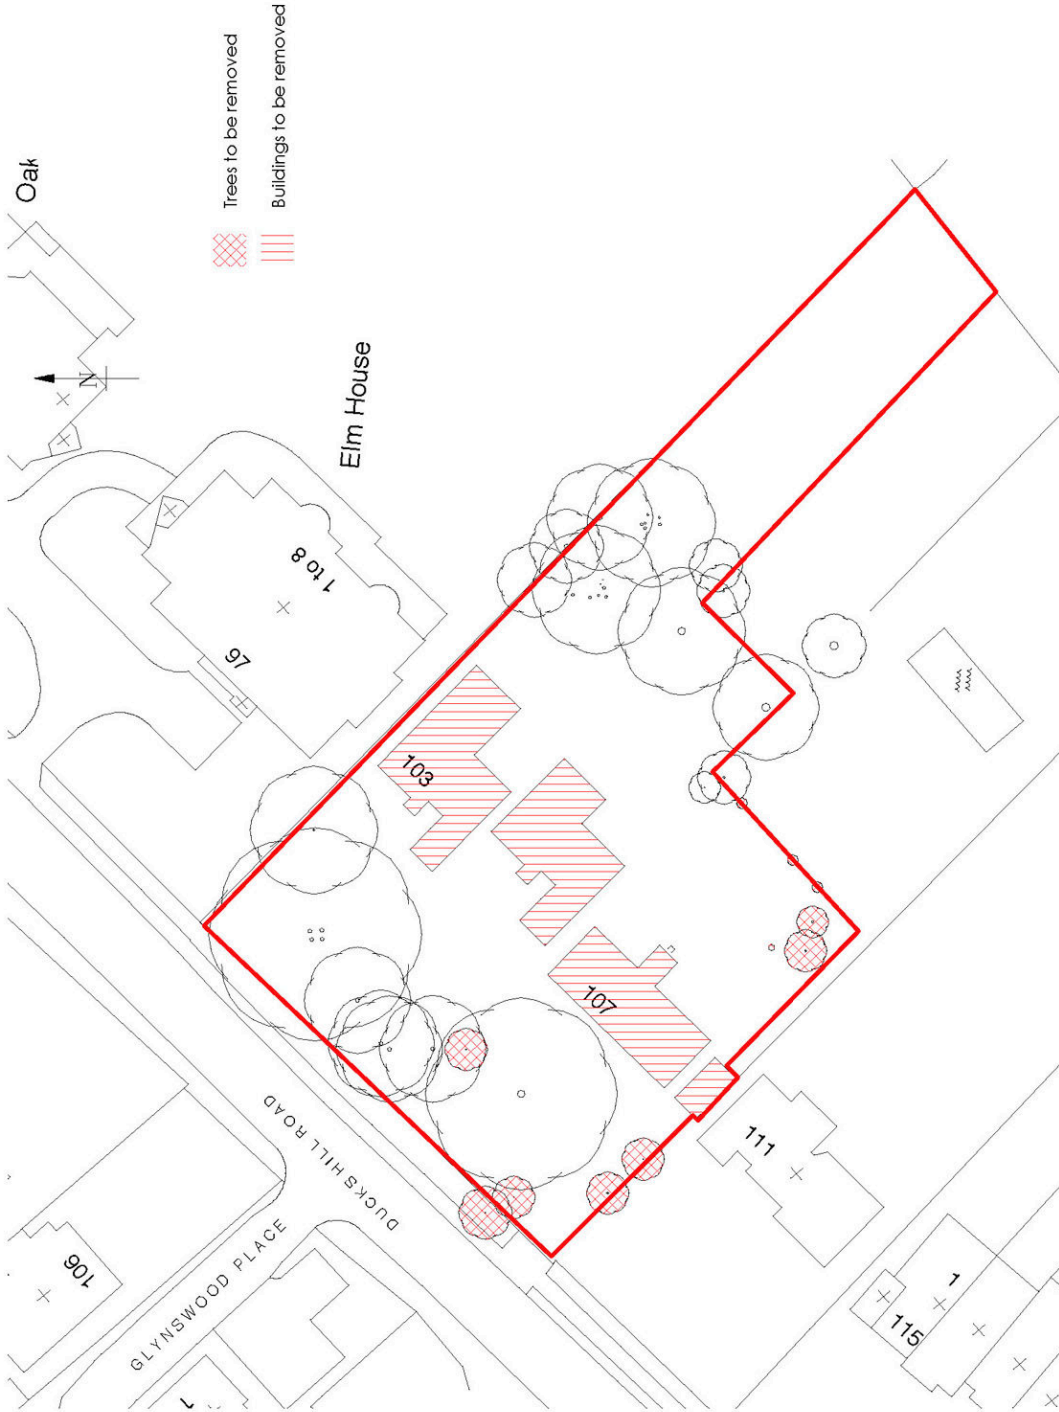 Oak
Trees to be removed
Buildings to be removed
N
Elm House
1 to 8
97
103
107
DUCKS HILL ROAD
111
106
GLYNSWOOD PLACE
1
115